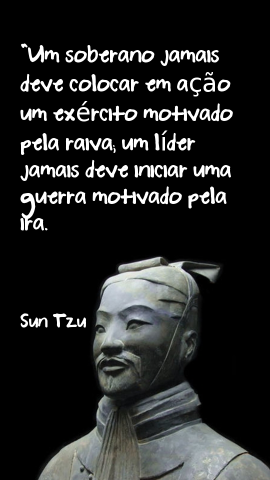 "Um soberano jamais
deve colocar em ação
um exército motivado
pela raiva; um líder
jamais deve iniciar uma
guerra motivado pela
ira.
Sun Tzu